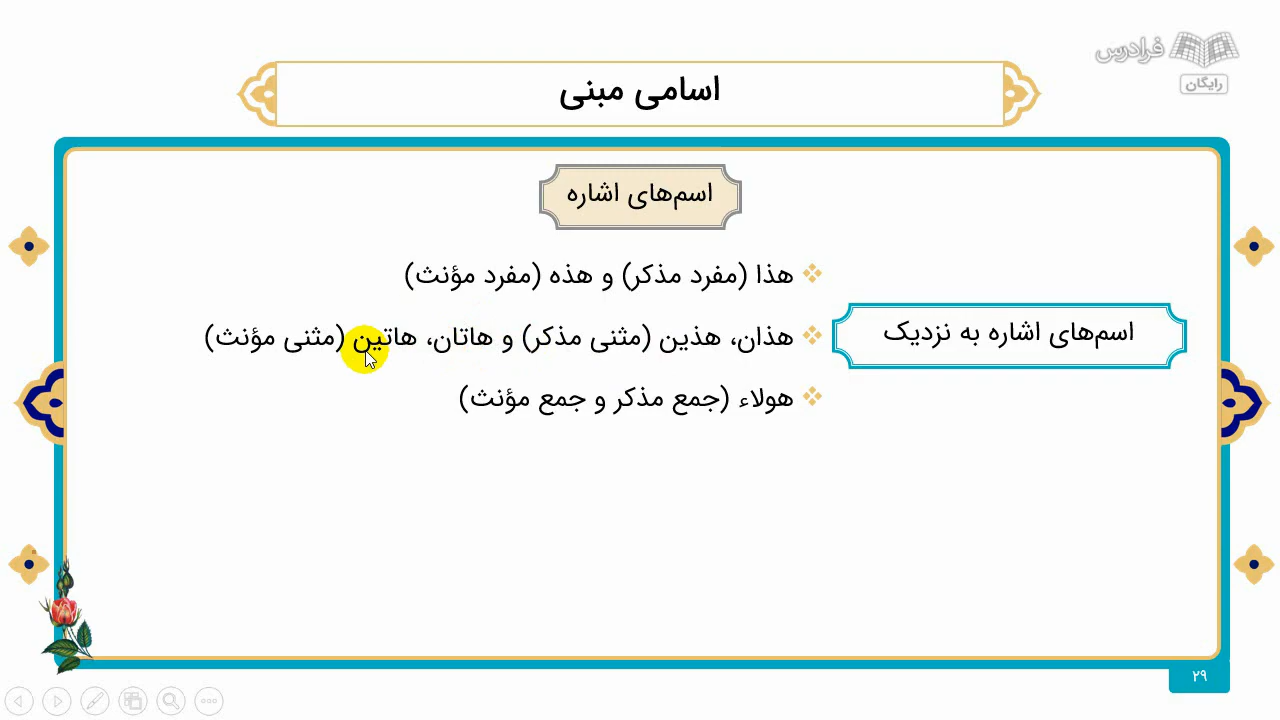 فرادرس
رایگان
اسامی مبنی
اسم‌های اشاره
اسم‌های اشاره به نزدیک
هذا (مفرد مذکر) و هذه (مفرد مؤنث)
هذان، هذین (مثنی مذکر) و هاتان، هاتین (مثنی مؤنث)
هولاء (جمع مذکر و جمع مؤنث)
۲۹